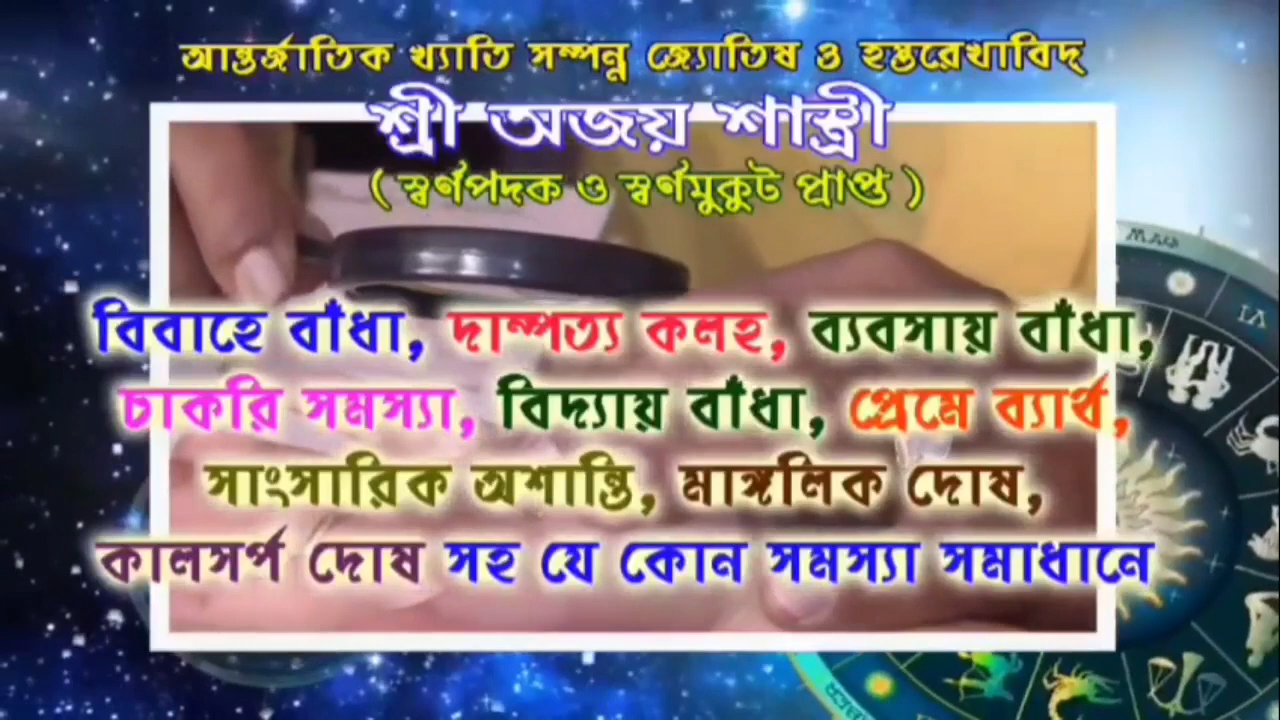 আন্তর্জাতিক খ্যাতি সম্পন্ন জ্যোতিষ ও হস্তরেখাবিদ্
শ্রী অজয় শাস্ত্রী
( স্বর্ণপদক ও স্বর্ণমুকুট প্রাপ্ত )
বিবাহে বাঁধা, দাম্পত্য কলহ, ব্যবসায় বাঁধা,
চাকরি সমস্যা, বিদ্যায় বাঁধা, প্রেমে ব্যার্থ,
সাংসারিক অশান্তি, মাঙ্গলিক দোষ,
কালসর্প দোষ সহ যে কোন সমস্যা সমাধানে